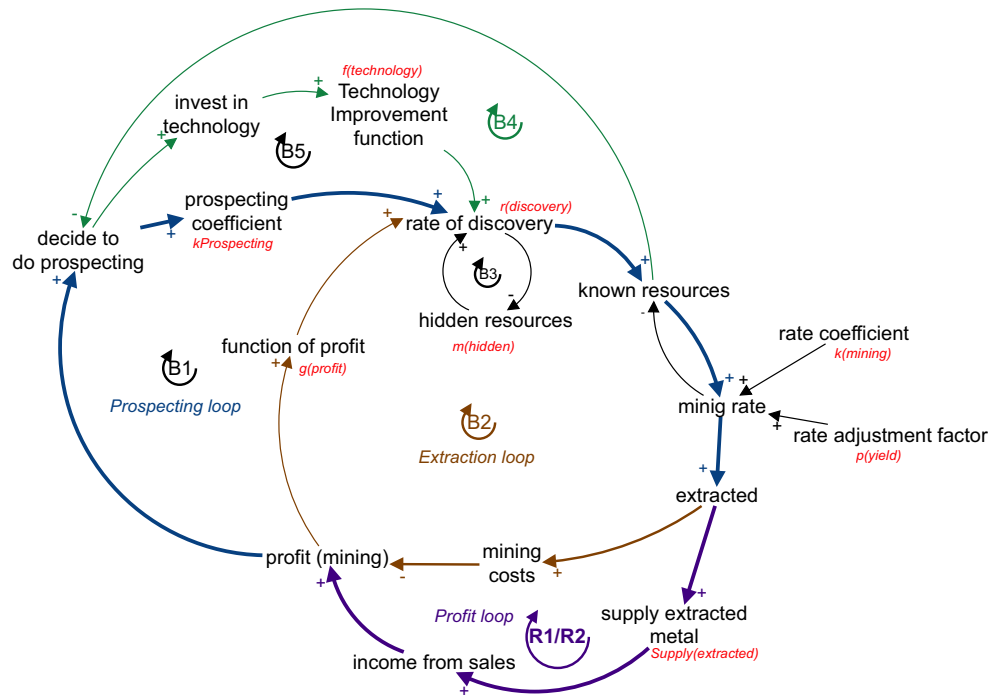 f(technology)
Technology
Improvement
function
invest in
technology
B4
B5
prospecting
coefficient
kProspecting
r(discovery)
rate of discovery
decide to
do prospecting
B3
known resources
hidden resources
m(hidden)
rate coefficient
k(mining)
function of profit
g(profit)
B1
Prospecting loop
minig rate
B2
rate adjustment factor
p(yield)
Extraction loop
extracted
profit (mining)
mining
costs
Profit loop
R1/R2
supply extracted
metal
Supply(extracted)
income from sales